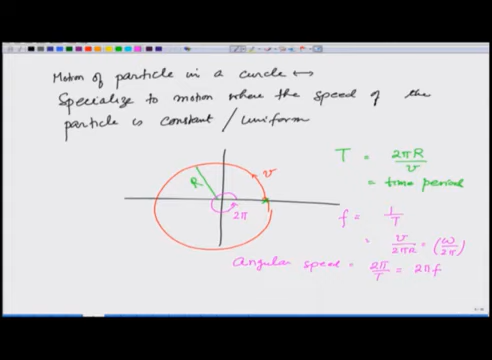 Motion of particle in a circle ↔
Specialize to motion where the speed of the
particle is constant / uniform
R
v
2π
T = 2πR / v
= time period
f = 1 / T
v / 2πR = (ω / 2π)
Angular speed = 2π / T = 2πf